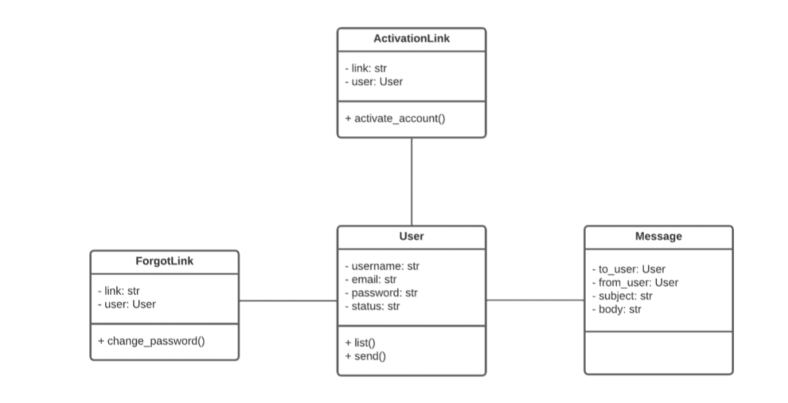 ActivationLink
- link: str
- user: User
+ activate_account()
User
- username: str
- email: str
- password: str
- status: str
+ list()
+ send()
ForgotLink
- link: str
- user: User
+ change_password()
Message
- to_user: User
- from_user: User
- subject: str
- body: str